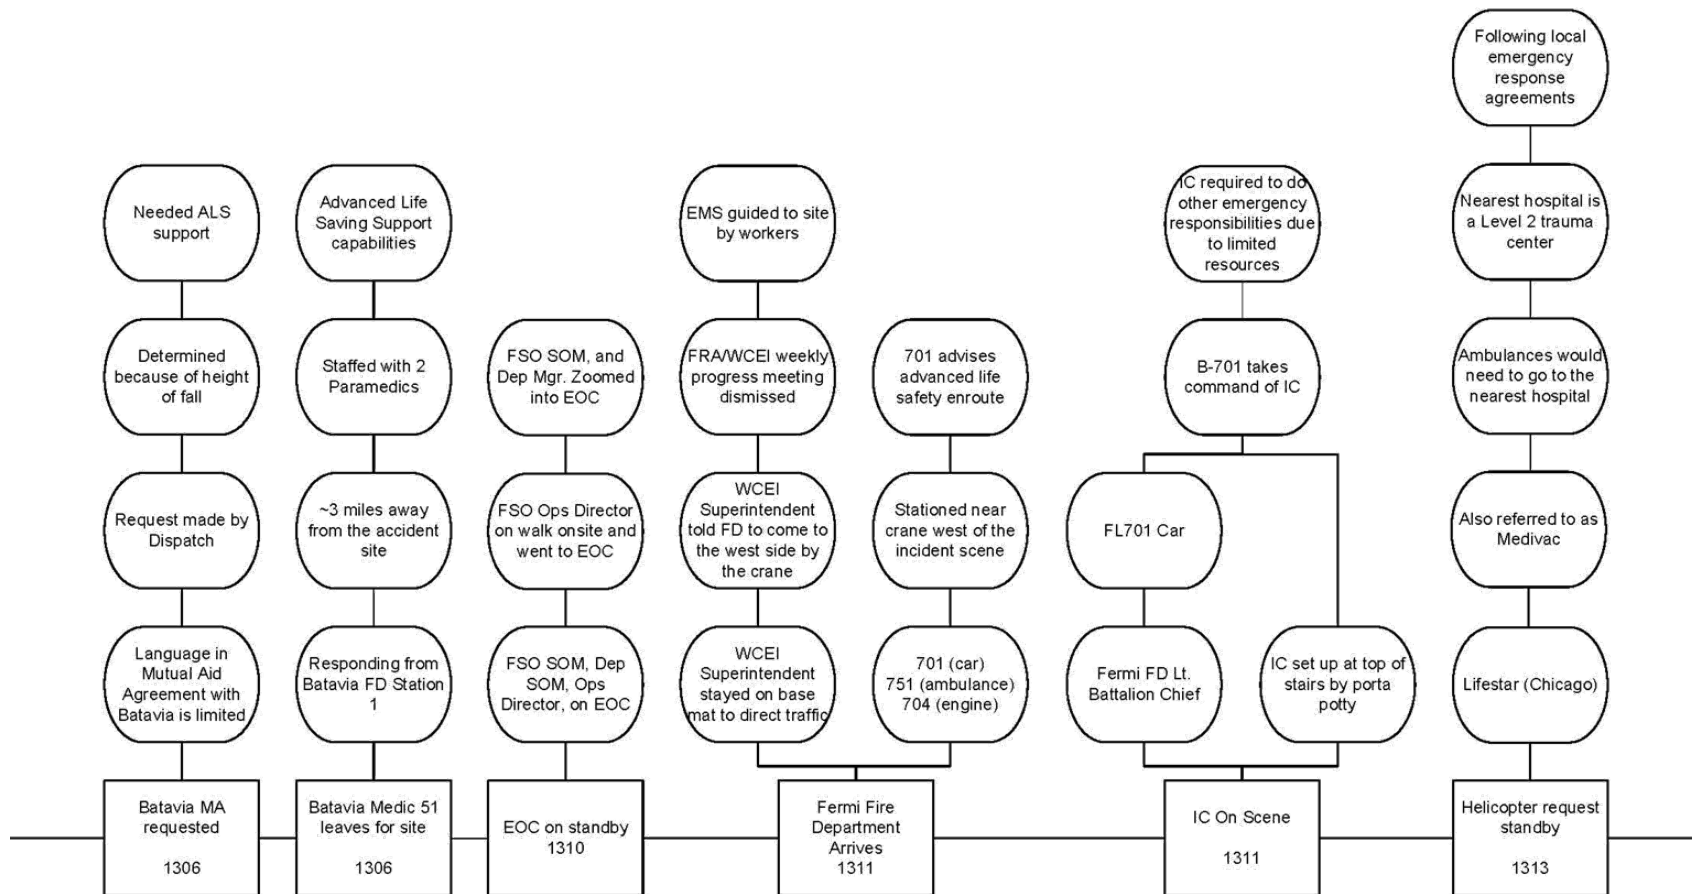 Following local
emergency
response
agreements
Needed ALS
support
Advanced Life
Saving Support
capabilities
EMS guided to site
by workers
IC required to do
other emergency
responsibilities due
to limited
resources
Nearest hospital is
a Level 2 trauma
center
Determined
because of height
of fall
Staffed with 2
Paramedics
FSO SOM, and
Dep Mgr. Zoomed
into EOC
FRA/WCEI weekly
progress meeting
dismissed
701 advises
advanced life
safety enroute
B-701 takes
command of IC
Ambulances would
need to go to the
nearest hospital
Request made by
Dispatch
~3 miles away
from the accident
site
FSO Ops Director
on walk onsite and
went to EOC
WCEI
Superintendent
told FD to come to
the west side by
the crane
Stationed near
crane west of the
incident scene
FL701 Car
Also referred to as
Medivac
Language in
Mutual Aid
Agreement with
Batavia is limited
Responding from
Batavia FD Station
1
FSO SOM, Dep
SOM, Ops
Director, on EOC
WCEI
Superintendent
stayed on base
mat to direct traffic
701 (car)
751 (ambulance)
704 (engine)
Fermi FD Lt.
Battalion Chief
IC set up at top of
stairs by porta
potty
Lifestar (Chicago)
Batavia MA
requested
1306
Batavia Medic 51
leaves for site
1306
EOC on standby
1310
Fermi Fire
Department
Arrives
1311
IC On Scene
1311
Helicopter request
standby
1313